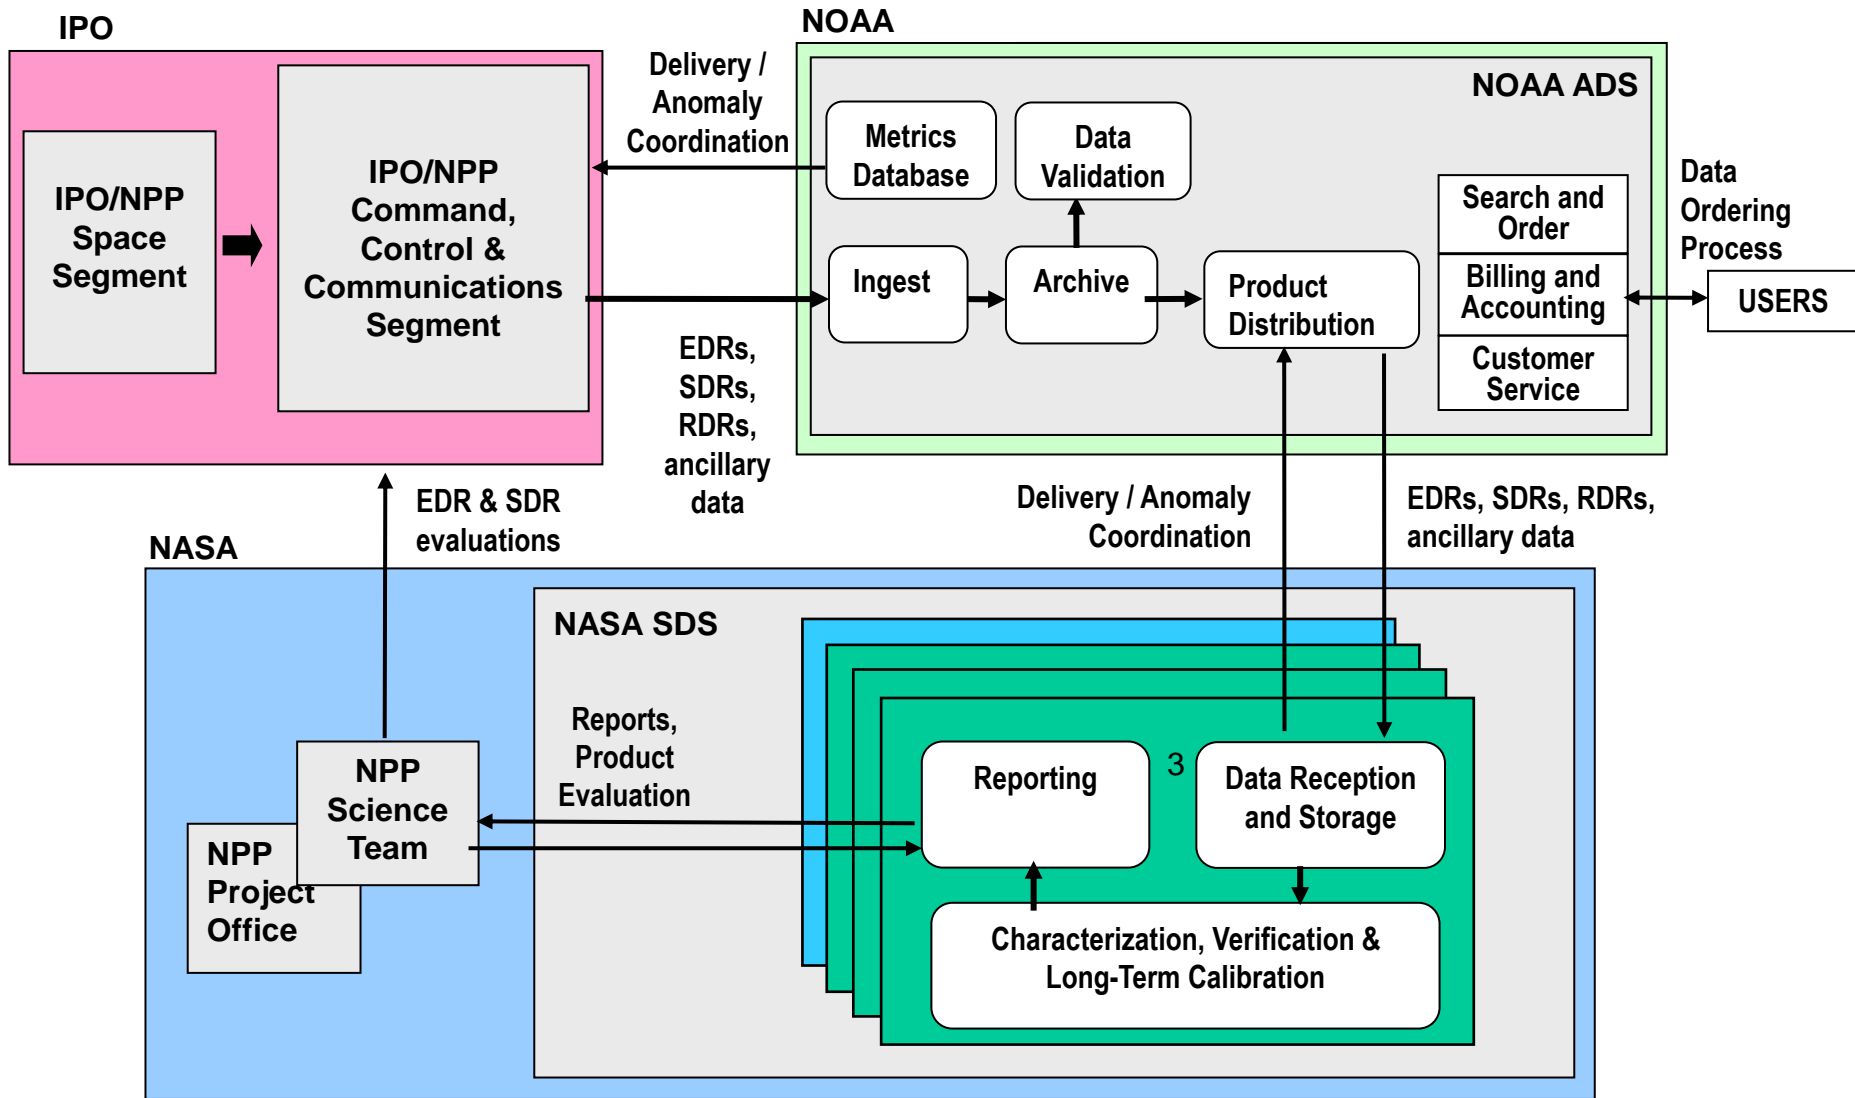 IPO
IPO/NPP
Space
Segment
IPO/NPP
Command,
Control &
Communications
Segment
Delivery /
Anomaly
Coordination
EDRs,
SDRs,
RDRs,
ancillary
data
NOAA
NOAA ADS
Metrics
Database
Data
Validation
Ingest
Archive
Product
Distribution
Search and
Order
Billing and
Accounting
Customer
Service
Data
Ordering
Process
USERS
EDR & SDR
evaluations
Delivery / Anomaly
Coordination
EDRs, SDRs, RDRs,
ancillary data
NASA
NASA SDS
NPP
Science
Team
NPP
Project
Office
Reports,
Product
Evaluation
Reporting
3
Data Reception
and Storage
Characterization, Verification &
Long-Term Calibration